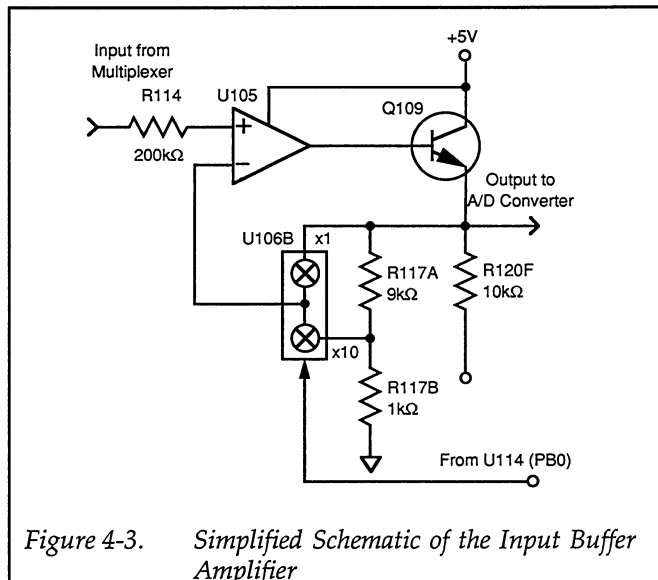 +5V
Input from
Multiplexer
R114
U105
Q109
+
200kΩ
−
Output to
A/D Converter
U106B
x1
R117A
9kΩ
R120F
10kΩ
x10
R117B
1kΩ
From U114 (PB0)
Figure 4-3. Simplified Schematic of the Input Buffer
Amplifier